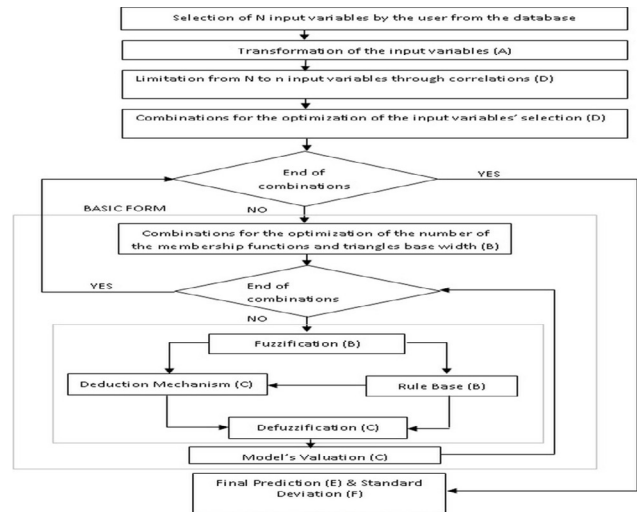 Selection of N input variables by the user from the database
Transformation of the input variables (A)
Limitation from N to n input variables through correlations (D)
Combinations for the optimization of the input variables' selection (D)
End of
combinations
YES
NO
BASIC FORM
Combinations for the optimization of the number of
the membership functions and triangles base width (B)
YES
End of
combinations
NO
Fuzzification (B)
Deduction Mechanism (C)
Rule Base (B)
Defuzzification (C)
Model's Valuation (C)
Final Prediction (E) & Standard
Deviation (F)